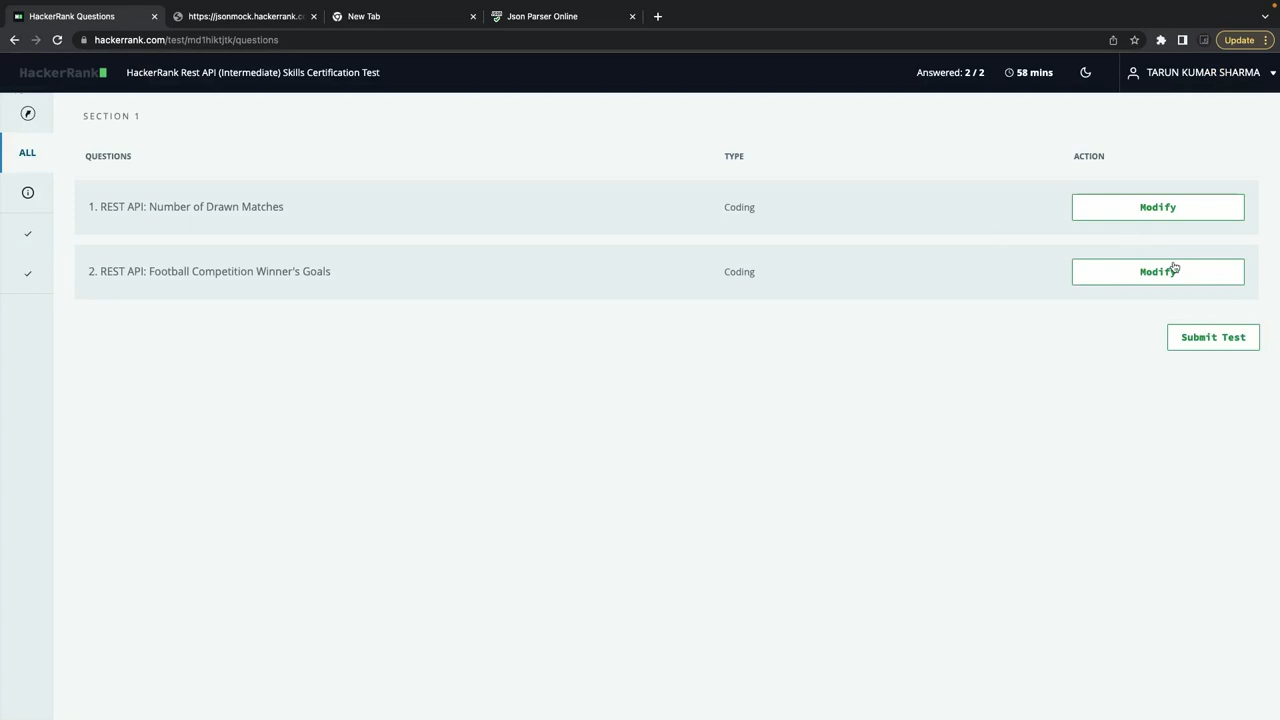 HackerRank Questions
https://jsonmock.hackerrank.c
New Tab
Json Parser Online
hackerrank.com/test/md1hiktjtk/questions
Update
HackerRank
HackerRank Rest API (Intermediate) Skills Certification Test
Answered: 2 / 2
58 mins
TARUN KUMAR SHARMA
ALL
SECTION 1
QUESTIONS TYPE ACTION
1. REST API: Number of Drawn Matches Coding Modify
2. REST API: Football Competition Winner's Goals Coding Modify
Submit Test